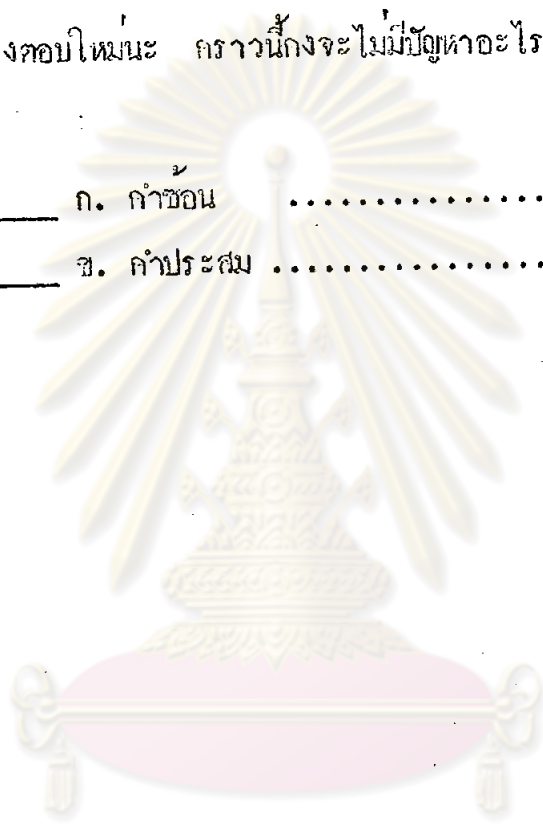 งตอบใหม่นะ คราวนี้คงจะไม่มีปัญหาอะไร
ก. คำซ้อน ................
ข. คำประสม ................